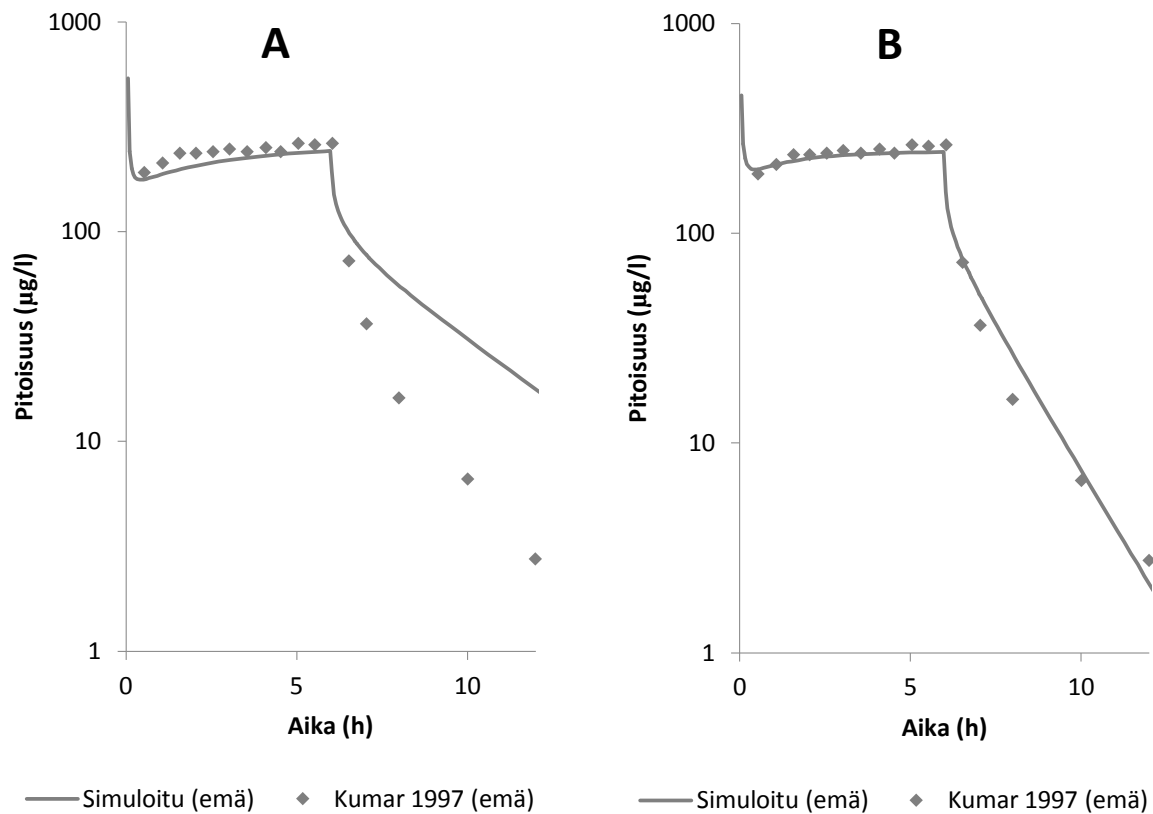 A
1000
100
10
1
Pitoisuus (µg/l)
0
5
10
Aika (h)
Simuloitu (emä)
Kumar 1997 (emä)
B
1000
100
10
1
Pitoisuus (µg/l)
0
5
10
Aika (h)
Simuloitu (emä)
Kumar 1997 (emä)